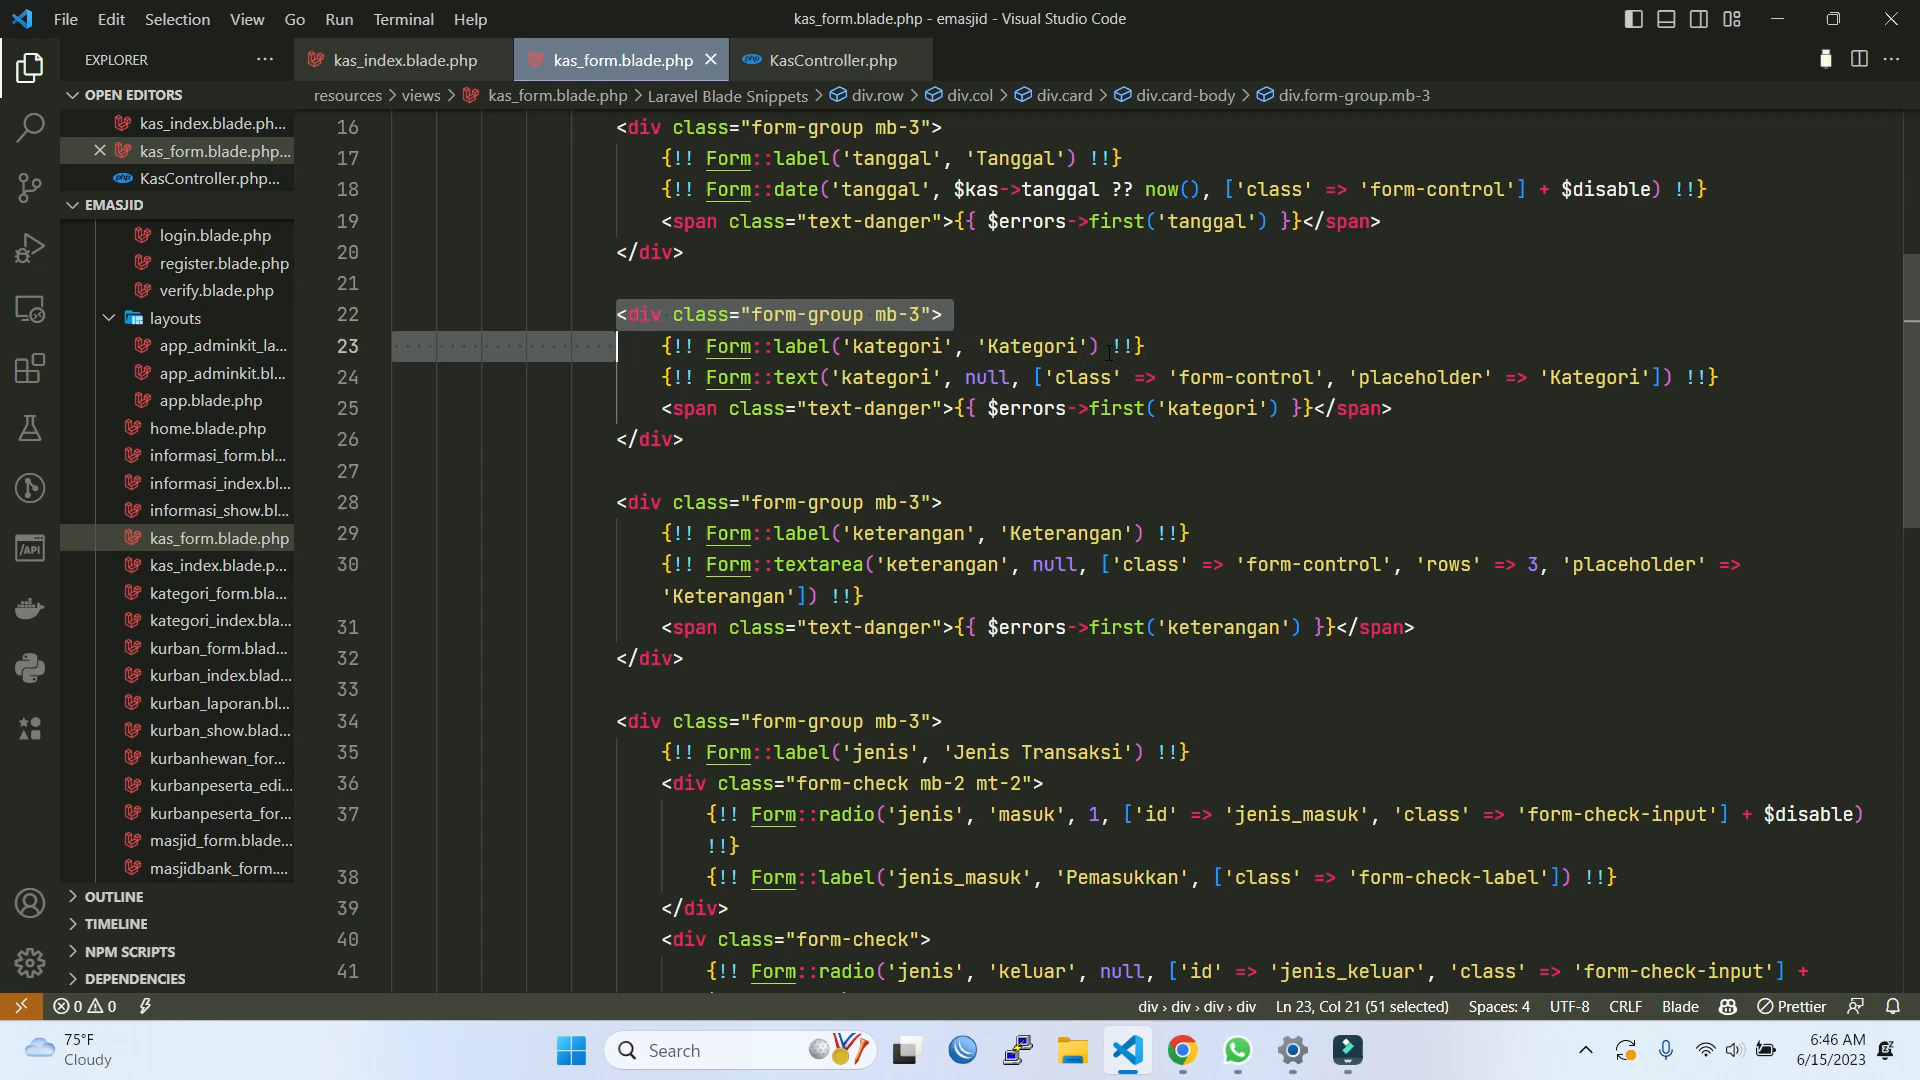 File Edit Selection View Go Run Terminal Help
kas_form.blade.php - emasjid - Visual Studio Code
EXPLORER
kas_index.blade.php
kas_form.blade.php
KasController.php
OPEN EDITORS
kas_index.blade.ph...
kas_form.blade.php...
KasController.php...
EMASJID
login.blade.php
register.blade.php
verify.blade.php
layouts
app_adminkit_la...
app_adminkit.bl...
app.blade.php
home.blade.php
informasi_form.bl...
informasi_index.bl...
informasi_show.bl...
kas_form.blade.php
kas_index.blade.p...
kategori_form.bla...
kategori_index.bla...
kurban_form.blad...
kurban_index.blad...
kurban_laporan.bl...
kurban_show.blad...
kurbanhewan_for...
kurbanpeserta_edi...
kurbanpeserta_for...
masjid_form.blade...
masjidbank_form....
OUTLINE
TIMELINE
NPM SCRIPTS
DEPENDENCIES
resources > views > kas_form.blade.php > Laravel Blade Snippets > div.row > div.col > div.card > div.card-body > div.form-group.mb-3
16 <div class="form-group mb-3">
17 {!! Form::label('tanggal', 'Tanggal') !!}
18 {!! Form::date('tanggal', $kas->tanggal ?? now(), ['class' => 'form-control'] + $disable) !!}
19 <span class="text-danger">{{ $errors->first('tanggal') }}</span>
20 </div>
21
22 <div class="form-group mb-3">
23 {!! Form::label('kategori', 'Kategori') !!}
24 {!! Form::text('kategori', null, ['class' => 'form-control', 'placeholder' => 'Kategori']) !!}
25 <span class="text-danger">{{ $errors->first('kategori') }}</span>
26 </div>
27
28 <div class="form-group mb-3">
29 {!! Form::label('keterangan', 'Keterangan') !!}
30 {!! Form::textarea('keterangan', null, ['class' => 'form-control', 'rows' => 3, 'placeholder' =>
'Keterangan']) !!}
31 <span class="text-danger">{{ $errors->first('keterangan') }}</span>
32 </div>
33
34 <div class="form-group mb-3">
35 {!! Form::label('jenis', 'Jenis Transaksi') !!}
36 <div class="form-check mb-2 mt-2">
37 {!! Form::radio('jenis', 'masuk', 1, ['id' => 'jenis_masuk', 'class' => 'form-check-input'] + $disable)
!!}
38 {!! Form::label('jenis_masuk', 'Pemasukkan', ['class' => 'form-check-label']) !!}
39 </div>
40 <div class="form-check">
41 {!! Form::radio('jenis', 'keluar', null, ['id' => 'jenis_keluar', 'class' => 'form-check-input'] +
/API
0 0
div > div > div > div Ln 23, Col 21 (51 selected) Spaces: 4 UTF-8 CRLF Blade Prettier
75°F
Cloudy
Search
6:46 AM
6/15/2023